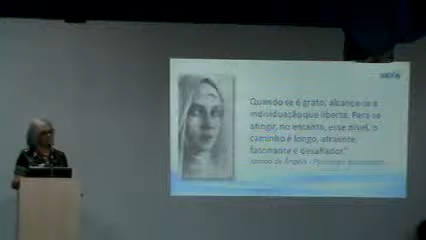 Quando se é grato, alcança-se a
individuação que liberta. Para se
atingir, no entanto, esse nível, o
caminho é longo, atraente,
fascinante e desafiador."
Joanna de Ângelis - Psicologia